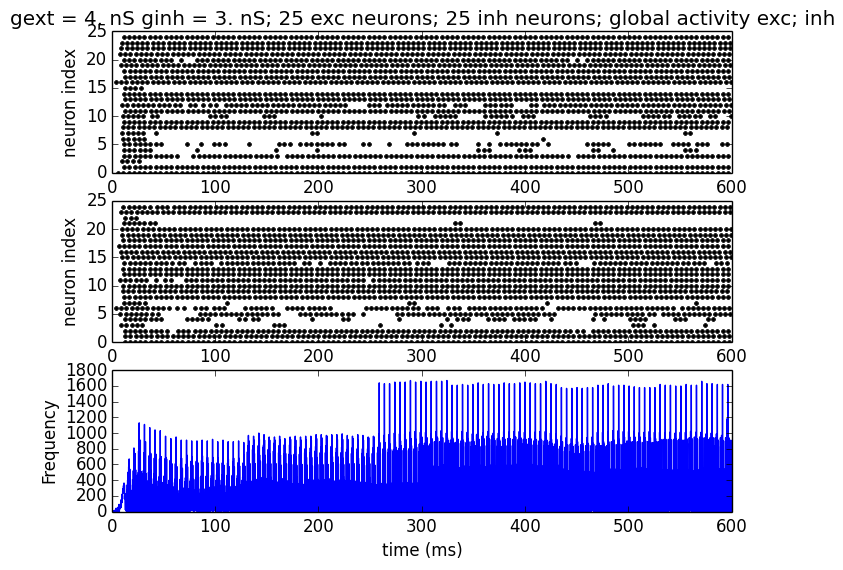 gext = 4. nS ginh = 3. nS; 25 exc neurons; 25 inh neurons; global activity exc; inh
25
20
15
10
5
0
neuron index
0 100 200 300 400 500 600
25
20
15
10
5
0
neuron index
0 100 200 300 400 500 600
1800
1600
1400
1200
1000
800
600
400
200
0
Frequency
0 100 200 300 400 500 600
time (ms)